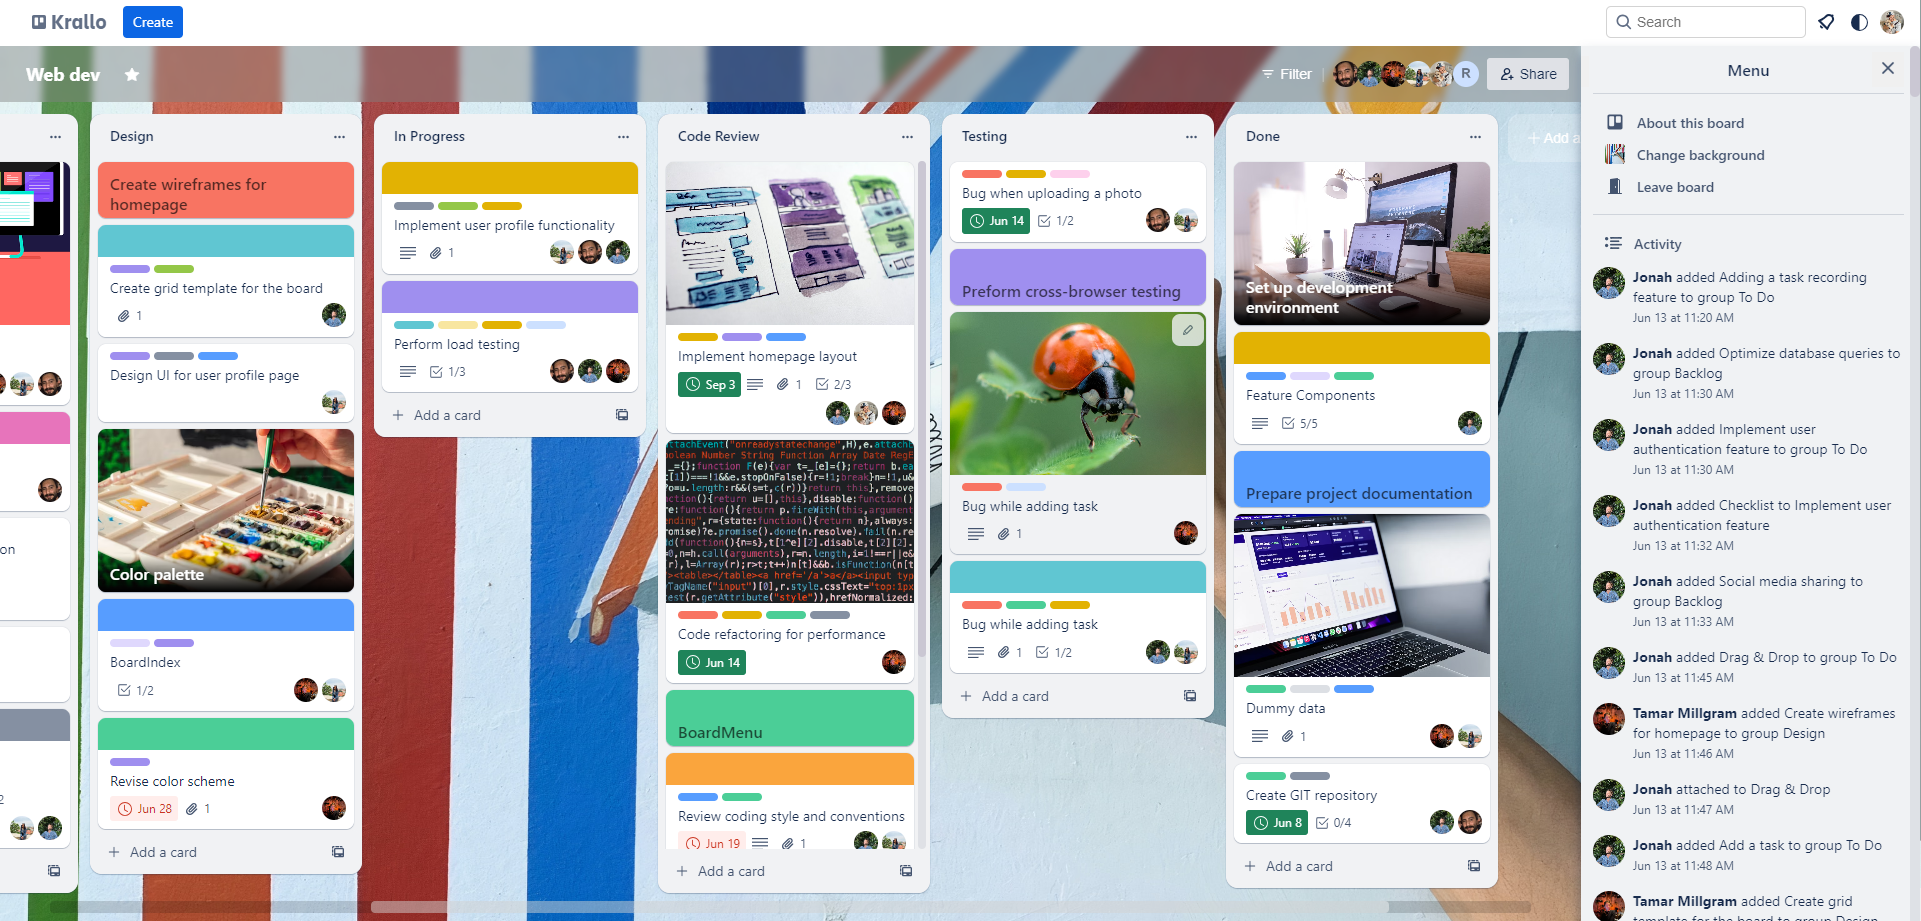 Krallo
Create
Search
Web dev
Filter
R
Share
Menu
About this board
Change background
Leave board
Activity
Jonah added Adding a task recording
feature to group To Do
Jun 13 at 11:20 AM
Jonah added Optimize database queries to
group Backlog
Jun 13 at 11:30 AM
Jonah added Implement user
authentication feature to group To Do
Jun 13 at 11:30 AM
Jonah added Checklist to Implement user
authentication feature
Jun 13 at 11:32 AM
Jonah added Social media sharing to
group Backlog
Jun 13 at 11:33 AM
Jonah added Drag & Drop to group To Do
Jun 13 at 11:45 AM
Tamar Millgram added Create wireframes
for homepage to group Design
Jun 13 at 11:46 AM
Jonah attached to Drag & Drop
Jun 13 at 11:47 AM
Jonah added Add a task to group To Do
Jun 13 at 11:48 AM
Tamar Millgram added Create grid
template for the board to group Design
on
2
Design
Create wireframes for
homepage
Create grid template for the board
1
Design UI for user profile page
Color palette
BoardIndex
1/2
Revise color scheme
Jun 28
1
+ Add a card
In Progress
Implement user profile functionality
1
Perform load testing
1/3
+ Add a card
Code Review
Implement homepage layout
Sep 3
1
2/3
Code refactoring for performance
Jun 14
BoardMenu
Review coding style and conventions
Jun 19
1
+ Add a card
Testing
Bug when uploading a photo
Jun 14
1/2
Preform cross-browser testing
Bug while adding task
1
Bug while adding task
1
1/2
+ Add a card
Done
Set up development
environment
Feature Components
5/5
Prepare project documentation
Dummy data
1
Create GIT repository
Jun 8
0/4
+ Add a card
+ Add a